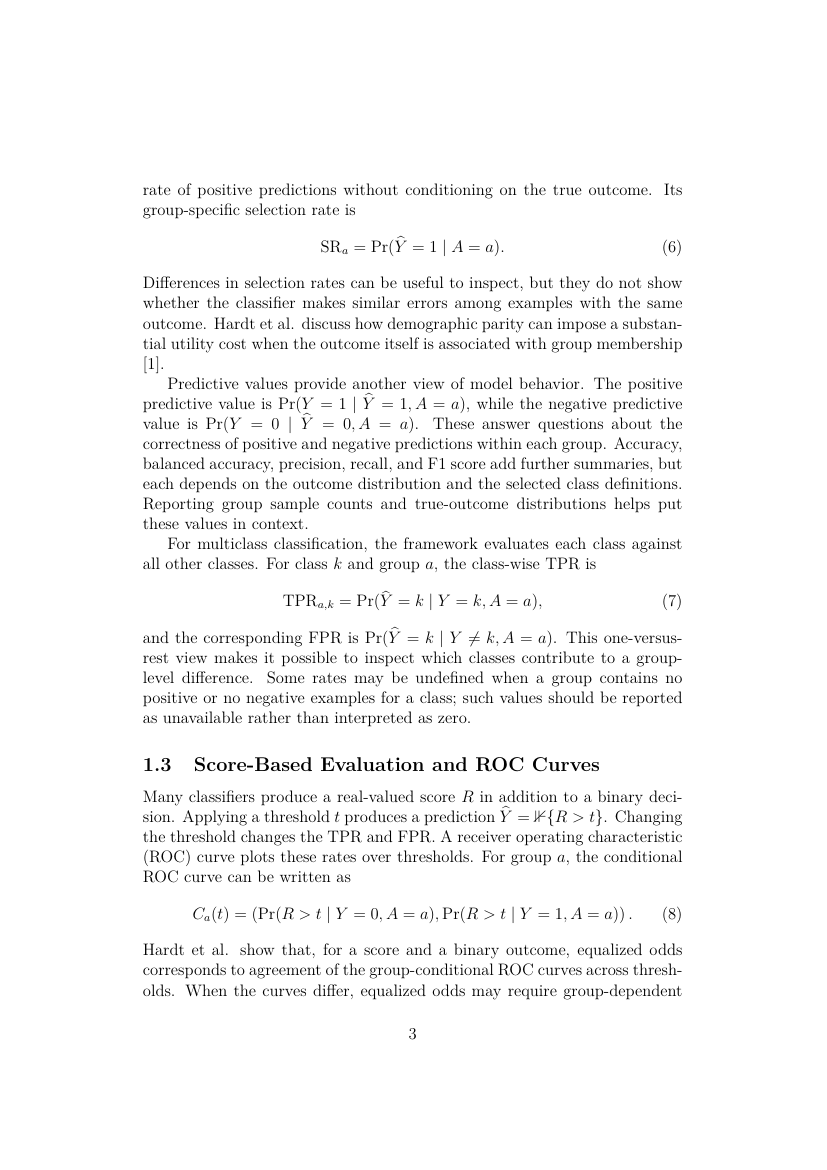 rate of positive predictions without conditioning on the true outcome. Its
group-specific selection rate is
SRₐ = Pr(Ŷ = 1 | A = a). (6)
Differences in selection rates can be useful to inspect, but they do not show
whether the classifier makes similar errors among examples with the same
outcome. Hardt et al. discuss how demographic parity can impose a substan-
tial utility cost when the outcome itself is associated with group membership
[1].
Predictive values provide another view of model behavior. The positive
predictive value is Pr(Y = 1 | Ŷ = 1, A = a), while the negative predictive
value is Pr(Y = 0 | Ŷ = 0, A = a). These answer questions about the
correctness of positive and negative predictions within each group. Accuracy,
balanced accuracy, precision, recall, and F1 score add further summaries, but
each depends on the outcome distribution and the selected class definitions.
Reporting group sample counts and true-outcome distributions helps put
these values in context.
For multiclass classification, the framework evaluates each class against
all other classes. For class k and group a, the class-wise TPR is
TPRₐ,ₖ = Pr(Ŷ = k | Y = k, A = a), (7)
and the corresponding FPR is Pr(Ŷ = k | Y ≠ k, A = a). This one-versus-
rest view makes it possible to inspect which classes contribute to a group-
level difference. Some rates may be undefined when a group contains no
positive or no negative examples for a class; such values should be reported
as unavailable rather than interpreted as zero.
1.3 Score-Based Evaluation and ROC Curves
Many classifiers produce a real-valued score R in addition to a binary deci-
sion. Applying a threshold t produces a prediction Ŷ = ⊮{R > t}. Changing
the threshold changes the TPR and FPR. A receiver operating characteristic
(ROC) curve plots these rates over thresholds. For group a, the conditional
ROC curve can be written as
Cₐ(t) = (Pr(R > t | Y = 0, A = a), Pr(R > t | Y = 1, A = a)) . (8)
Hardt et al. show that, for a score and a binary outcome, equalized odds
corresponds to agreement of the group-conditional ROC curves across thresh-
olds. When the curves differ, equalized odds may require group-dependent
3